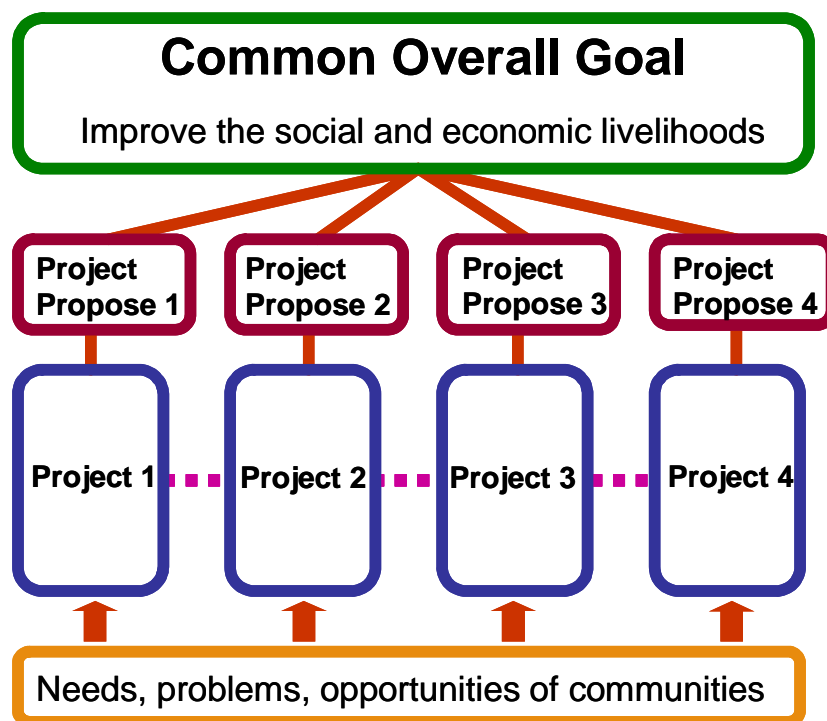 Common Overall Goal
Improve the social and economic livelihoods
Project
Propose 1
Project
Propose 2
Project
Propose 3
Project
Propose 4
Project 1
Project 2
Project 3
Project 4
Needs, problems, opportunities of communities